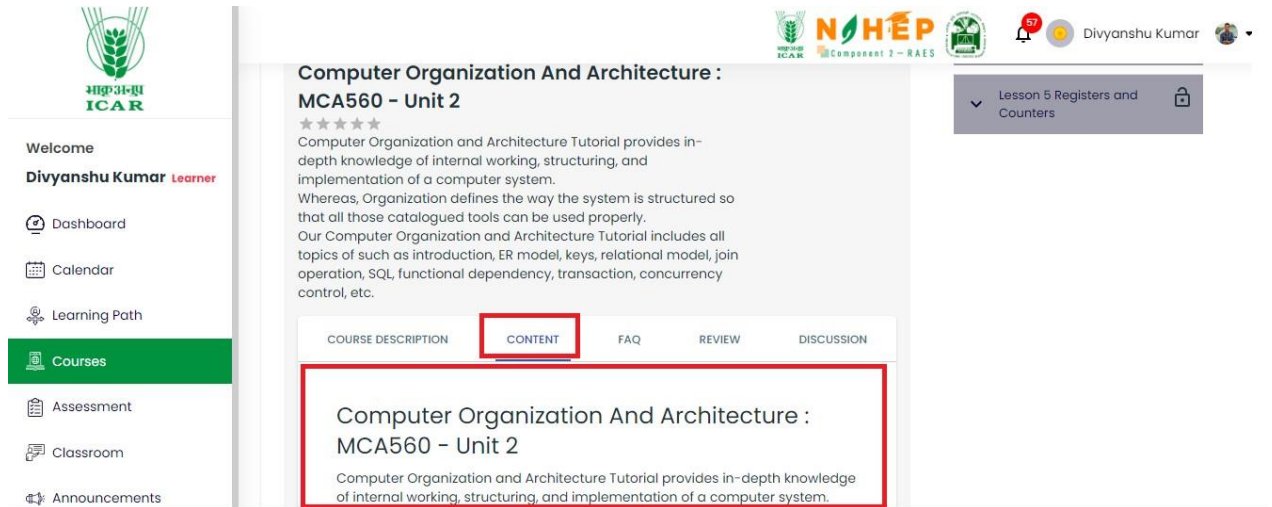 भाकृअनुप
ICAR
Welcome
Divyanshu Kumar Learner
Dashboard
Calendar
Learning Path
Courses
Assessment
Classroom
Announcements
ICAR
NAHEP
Component 2 – RAES
57
Divyanshu Kumar
Computer Organization And Architecture :
MCA560 - Unit 2
Computer Organization and Architecture Tutorial provides in-
depth knowledge of internal working, structuring, and
implementation of a computer system.
Whereas, Organization defines the way the system is structured so
that all those catalogued tools can be used properly.
Our Computer Organization and Architecture Tutorial includes all
topics of such as introduction, ER model, keys, relational model, join
operation, SQL, functional dependency, transaction, concurrency
control, etc.
COURSE DESCRIPTION CONTENT FAQ REVIEW DISCUSSION
Computer Organization And Architecture :
MCA560 - Unit 2
Computer Organization and Architecture Tutorial provides in-depth knowledge
of internal working, structuring, and implementation of a computer system.
Lesson 5 Registers and
Counters